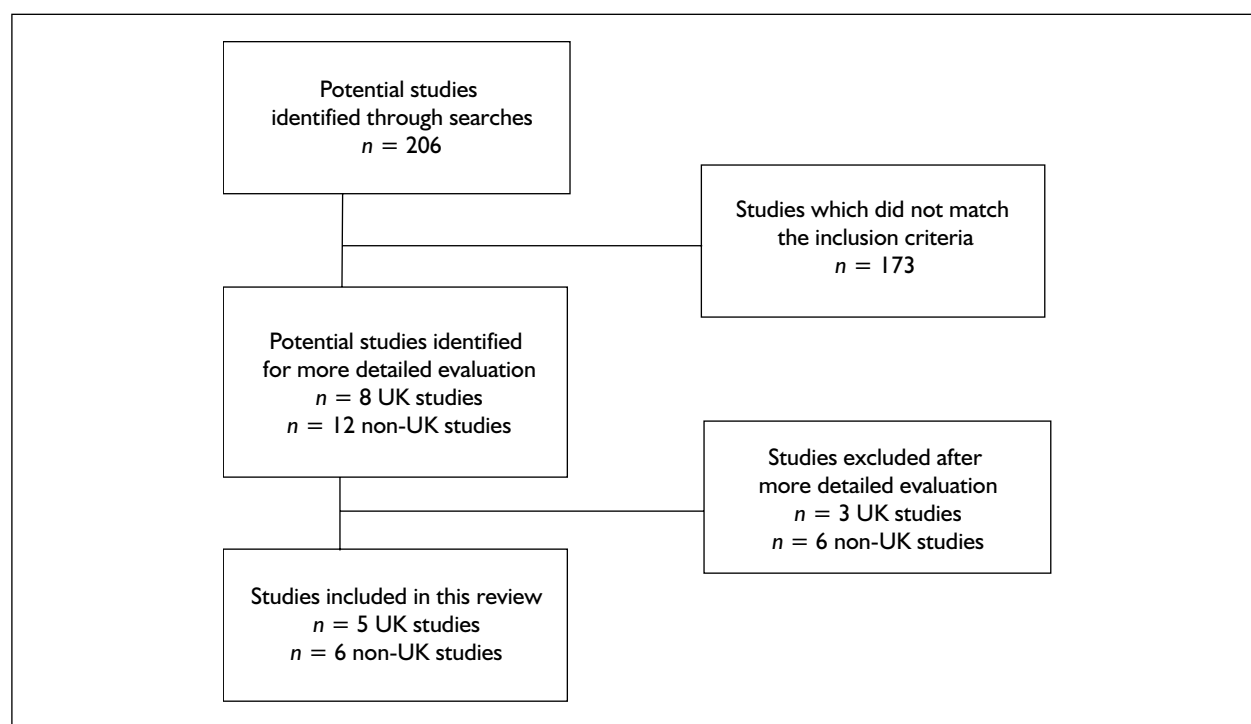 Potential studies
identified through searches
n = 206
Studies which did not match
the inclusion criteria
n = 173
Potential studies identified
for more detailed evaluation
n = 8 UK studies
n = 12 non-UK studies
Studies excluded after
more detailed evaluation
n = 3 UK studies
n = 6 non-UK studies
Studies included in this review
n = 5 UK studies
n = 6 non-UK studies